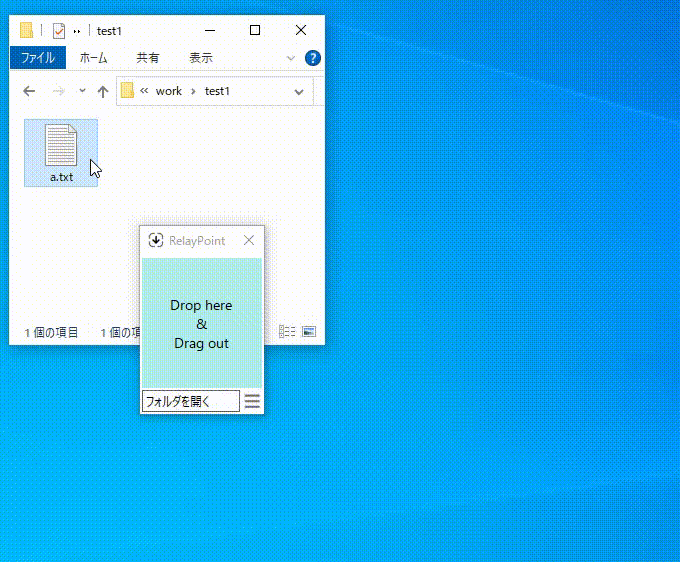 test1
ファイル ホーム 共有 表示
work test1
a.txt
RelayPoint
Drop here
&
Drag out
1 個の項目 1 個の項
フォルダを開く